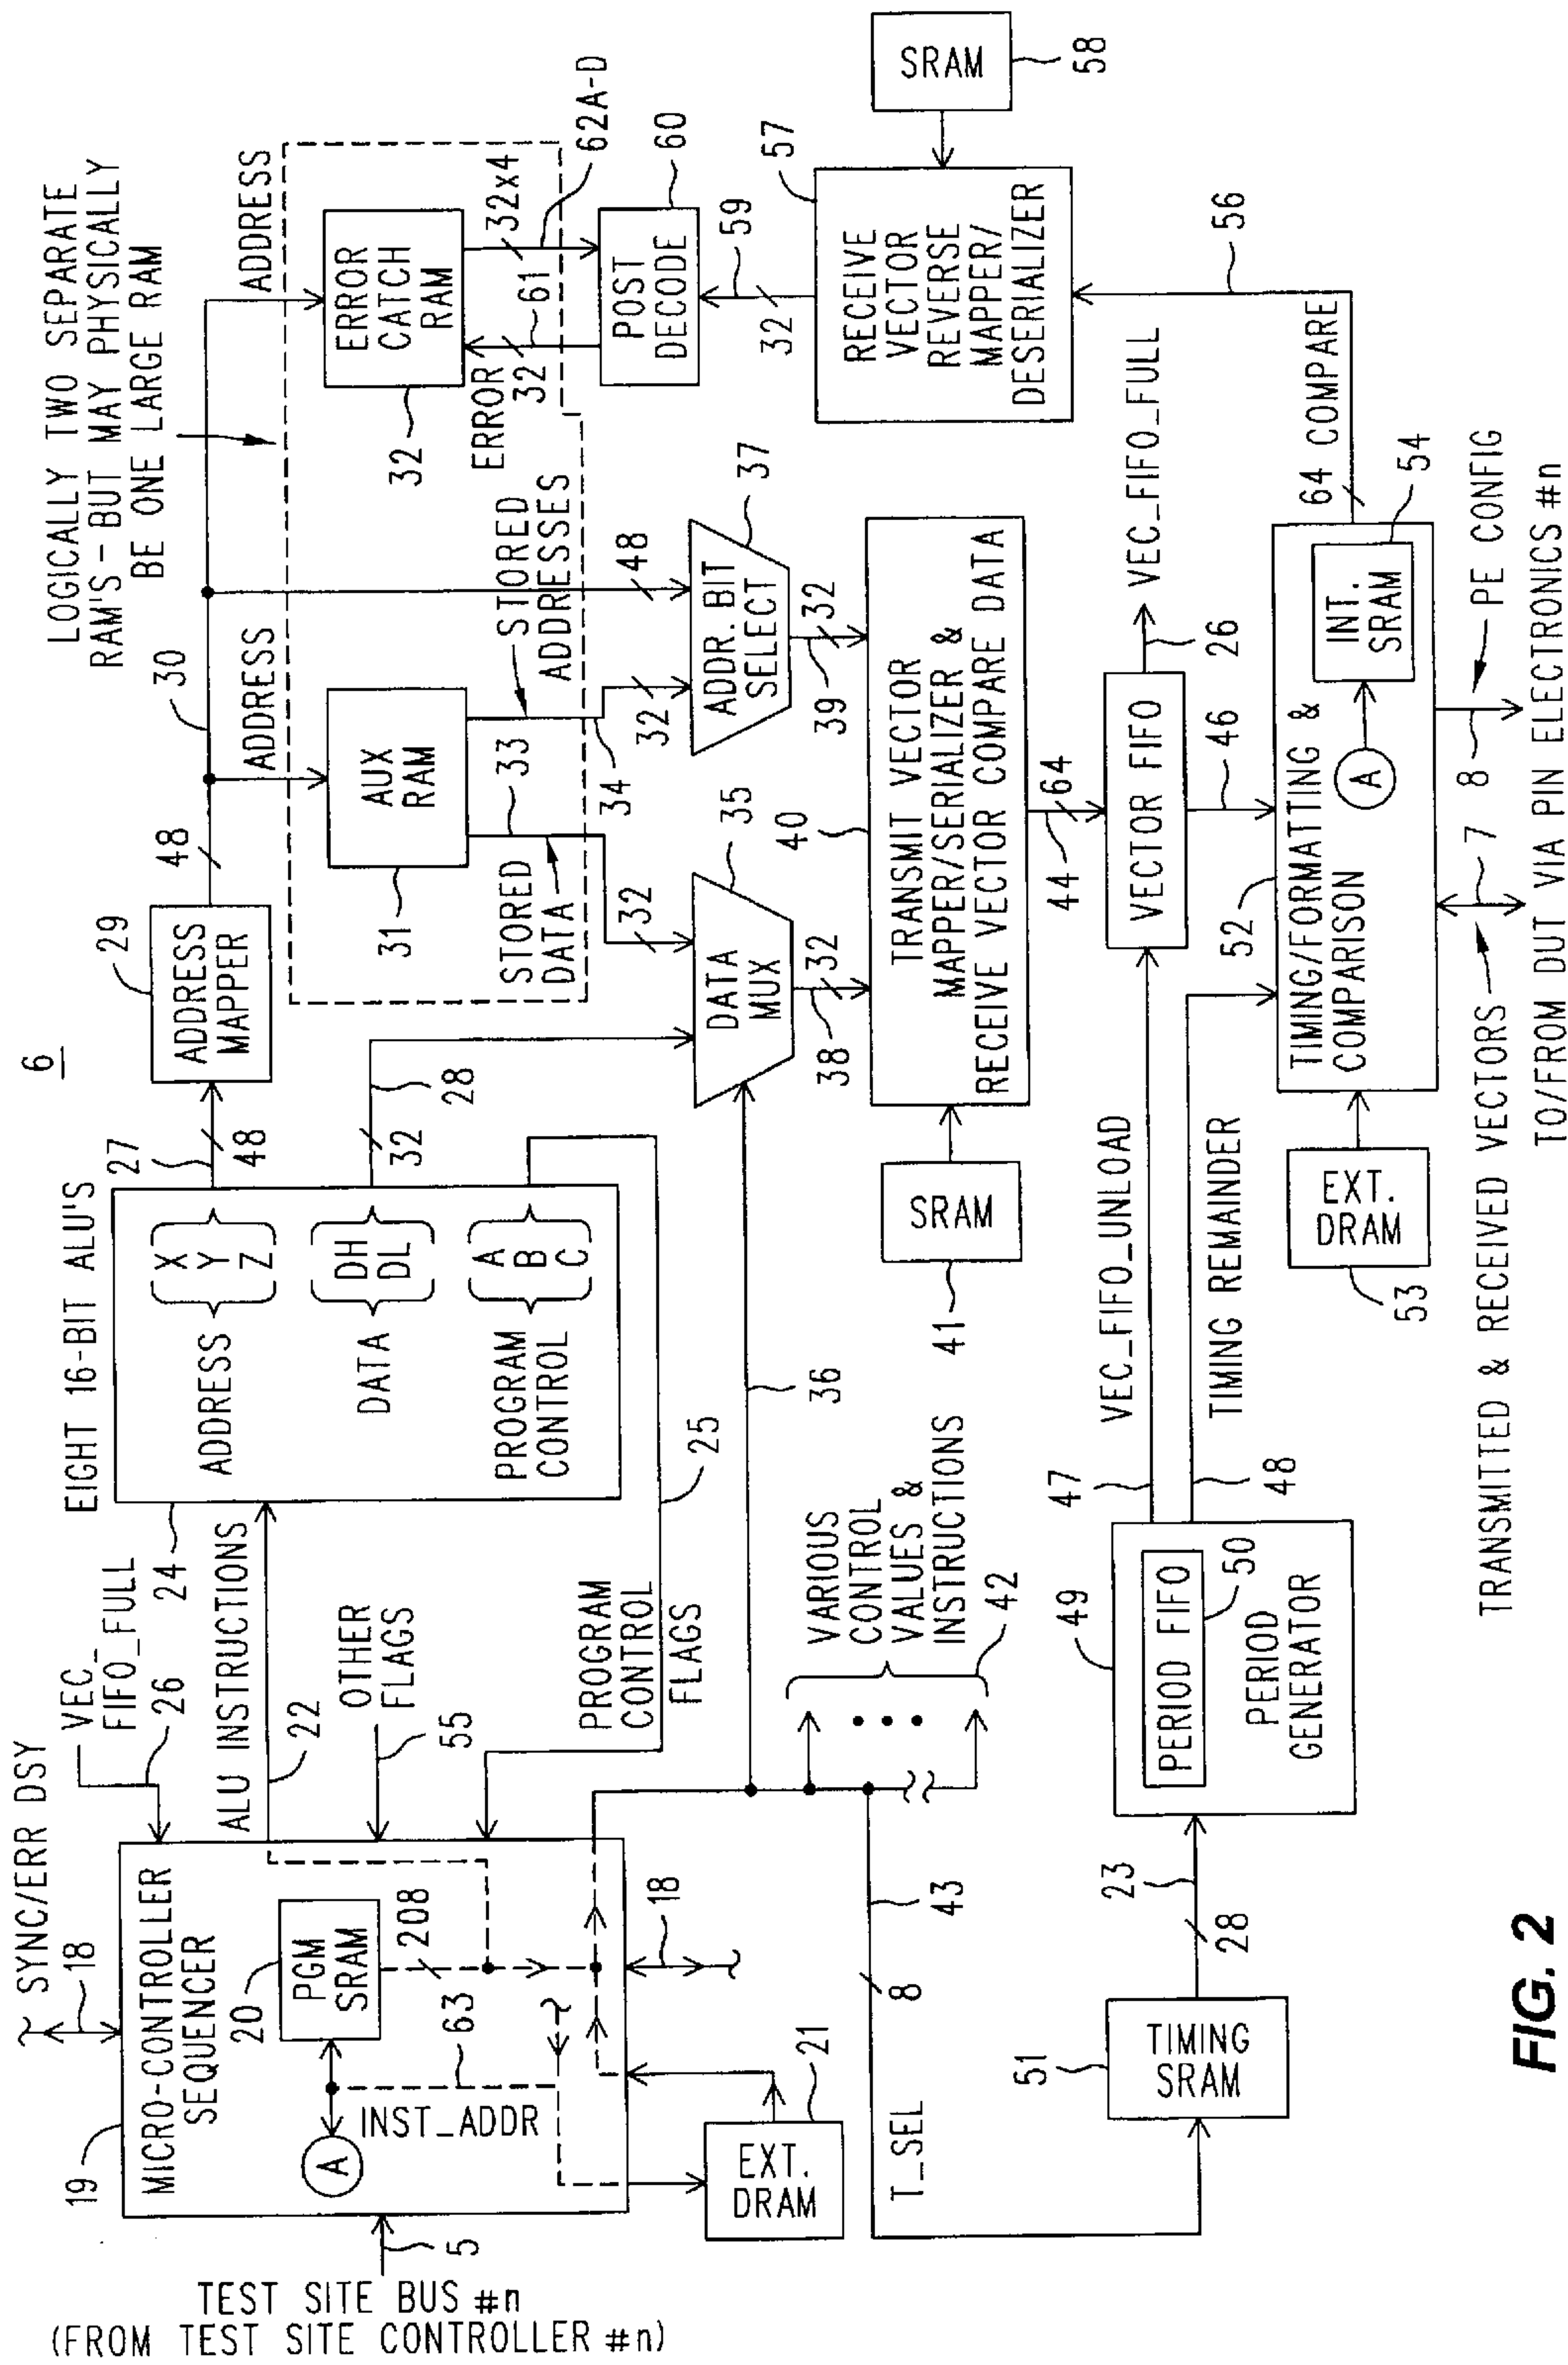 6
SYNC/ERR DSY
18
VEC_
FIFO_FULL
26
19
MICRO-CONTROLLER
SEQUENCER
20
PGM
SRAM
208
63
A
INST_ADDR
5
TEST SITE BUS #n
(FROM TEST SITE CONTROLLER #n)
EXT.
DRAM
21
18
ALU INSTRUCTIONS
22
OTHER
FLAGS
55
PROGRAM
CONTROL
FLAGS
25
24
EIGHT 16-BIT ALU'S
ADDRESS
X
Y
Z
DATA
DH
DL
PROGRAM
CONTROL
A
B
C
27
48
28
32
29
ADDRESS
MAPPER
48
30
LOGICALLY TWO SEPARATE
RAM'S - BUT MAY PHYSICALLY
BE ONE LARGE RAM
ADDRESS
ADDRESS
AUX
RAM
31
33
STORED
DATA
32
34
STORED
ADDRESSES
32
48
ERROR
CATCH
RAM
32
32x4
62A-D
ERROR
32
61
POST
DECODE
60
59
32
RECEIVE
VECTOR
REVERSE
MAPPER/
DESERIALIZER
57
SRAM
58
56
DATA
MUX
35
38
32
ADDR. BIT
SELECT
37
39
32
36
VARIOUS
CONTROL
VALUES &
INSTRUCTIONS
42
43
8
T_SEL
TRANSMIT VECTOR
MAPPER/SERIALIZER &
RECEIVE VECTOR COMPARE DATA
40
SRAM
41
44
64
VECTOR FIFO
26
VEC_FIFO_FULL
46
VEC_FIFO_UNLOAD
47
TIMING REMAINDER
48
49
PERIOD FIFO
50
PERIOD
GENERATOR
23
28
TIMING
SRAM
51
52
TIMING/FORMATTING &
COMPARISON
A
INT.
SRAM
54
64 COMPARE
EXT.
DRAM
53
TRANSMITTED & RECEIVED VECTORS
7
8
PE CONFIG
TO/FROM DUT VIA PIN ELECTRONICS #n
FIG. 2